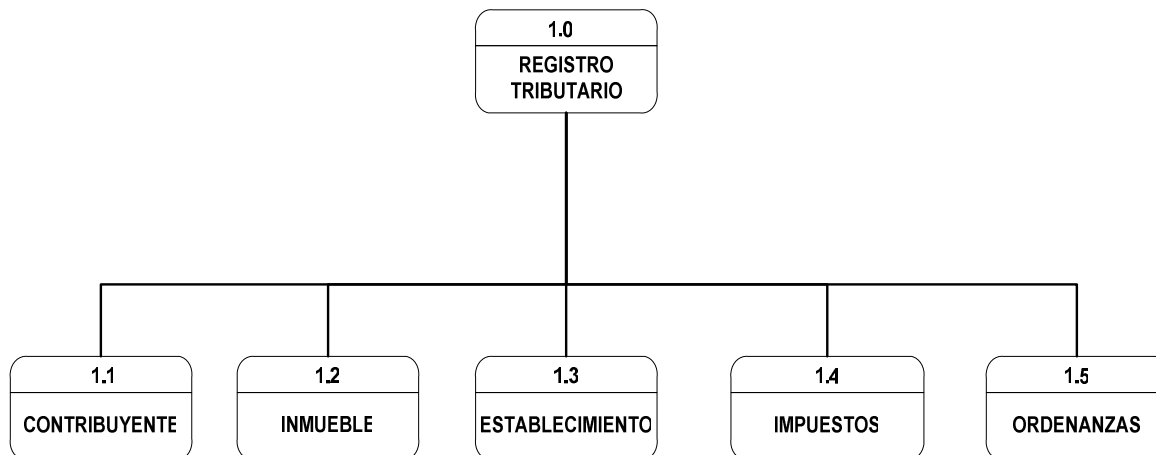 1.0
REGISTRO
TRIBUTARIO
1.1
CONTRIBUYENTE
1.2
INMUEBLE
1.3
ESTABLECIMIENTO
1.4
IMPUESTOS
1.5
ORDENANZAS